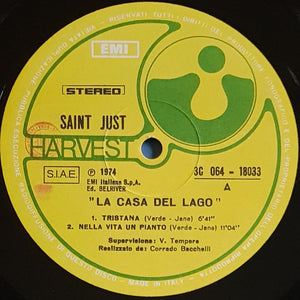 EMI
STEREO
SAINT JUST
HARVEST
S.I.A.E.
℗ 1974
EMI Italiana S.p.A.
Ed. BELRIVER
3C 064 - 18033
A
"LA CASA DEL LAGO"
1. TRISTANA (Verde - Jane) 6'41"
2. NELLA VITA UN PIANTO (Verde - Jane) 11'04"
Supervisione: V. Tempera
Realizzato da: Corrado Bacchelli
MADE IN ITALY